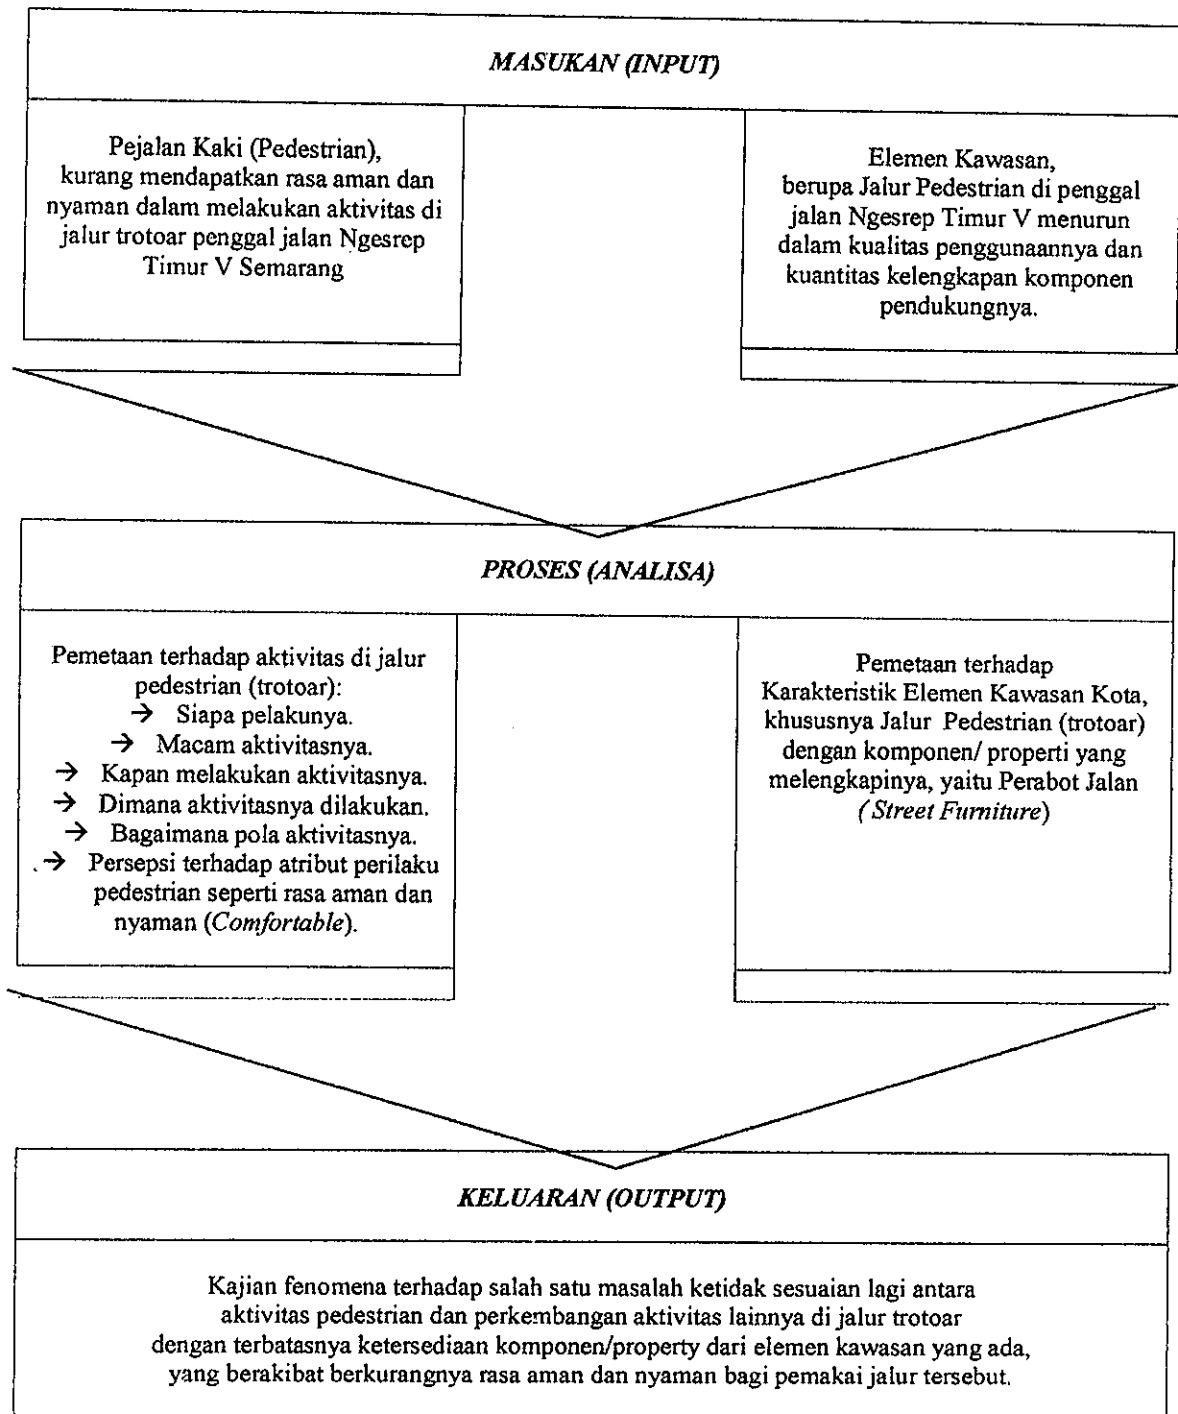 MASUKAN (INPUT)
Pejalan Kaki (Pedestrian),
kurang mendapatkan rasa aman dan
nyaman dalam melakukan aktivitas di
jalur trotoar penggal jalan Ngesrep
Timur V Semarang
Elemen Kawasan,
berupa Jalur Pedestrian di penggal
jalan Ngesrep Timur V menurun
dalam kualitas penggunaannya dan
kuantitas kelengkapan komponen
pendukungnya.
PROSES (ANALISA)
Pemetaan terhadap aktivitas di jalur
pedestrian (trotoar):
→ Siapa pelakunya.
→ Macam aktivitasnya.
→ Kapan melakukan aktivitasnya.
→ Dimana aktivitasnya dilakukan.
→ Bagaimana pola aktivitasnya.
→ Persepsi terhadap atribut perilaku
pedestrian seperti rasa aman dan
nyaman (Comfortable).
Pemetaan terhadap
Karakteristik Elemen Kawasan Kota,
khususnya Jalur Pedestrian (trotoar)
dengan komponen/ properti yang
melengkapinya, yaitu Perabot Jalan
( Street Furniture)
KELUARAN (OUTPUT)
Kajian fenomena terhadap salah satu masalah ketidak sesuaian lagi antara
aktivitas pedestrian dan perkembangan aktivitas lainnya di jalur trotoar
dengan terbatasnya ketersediaan komponen/property dari elemen kawasan yang ada,
yang berakibat berkurangnya rasa aman dan nyaman bagi pemakai jalur tersebut.